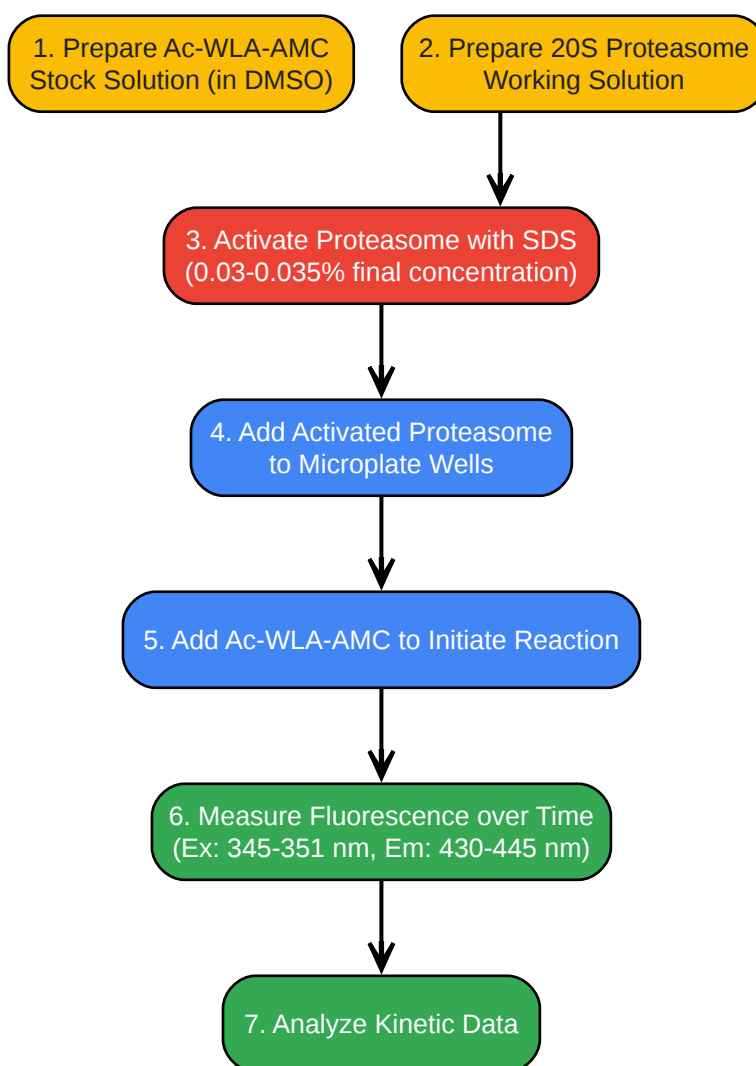 1. Prepare Ac-WLA-AMC
Stock Solution (in DMSO)
2. Prepare 20S Proteasome
Working Solution
3. Activate Proteasome with SDS
(0.03-0.035% final concentration)
4. Add Activated Proteasome
to Microplate Wells
5. Add Ac-WLA-AMC to Initiate Reaction
6. Measure Fluorescence over Time
(Ex: 345-351 nm, Em: 430-445 nm)
7. Analyze Kinetic Data